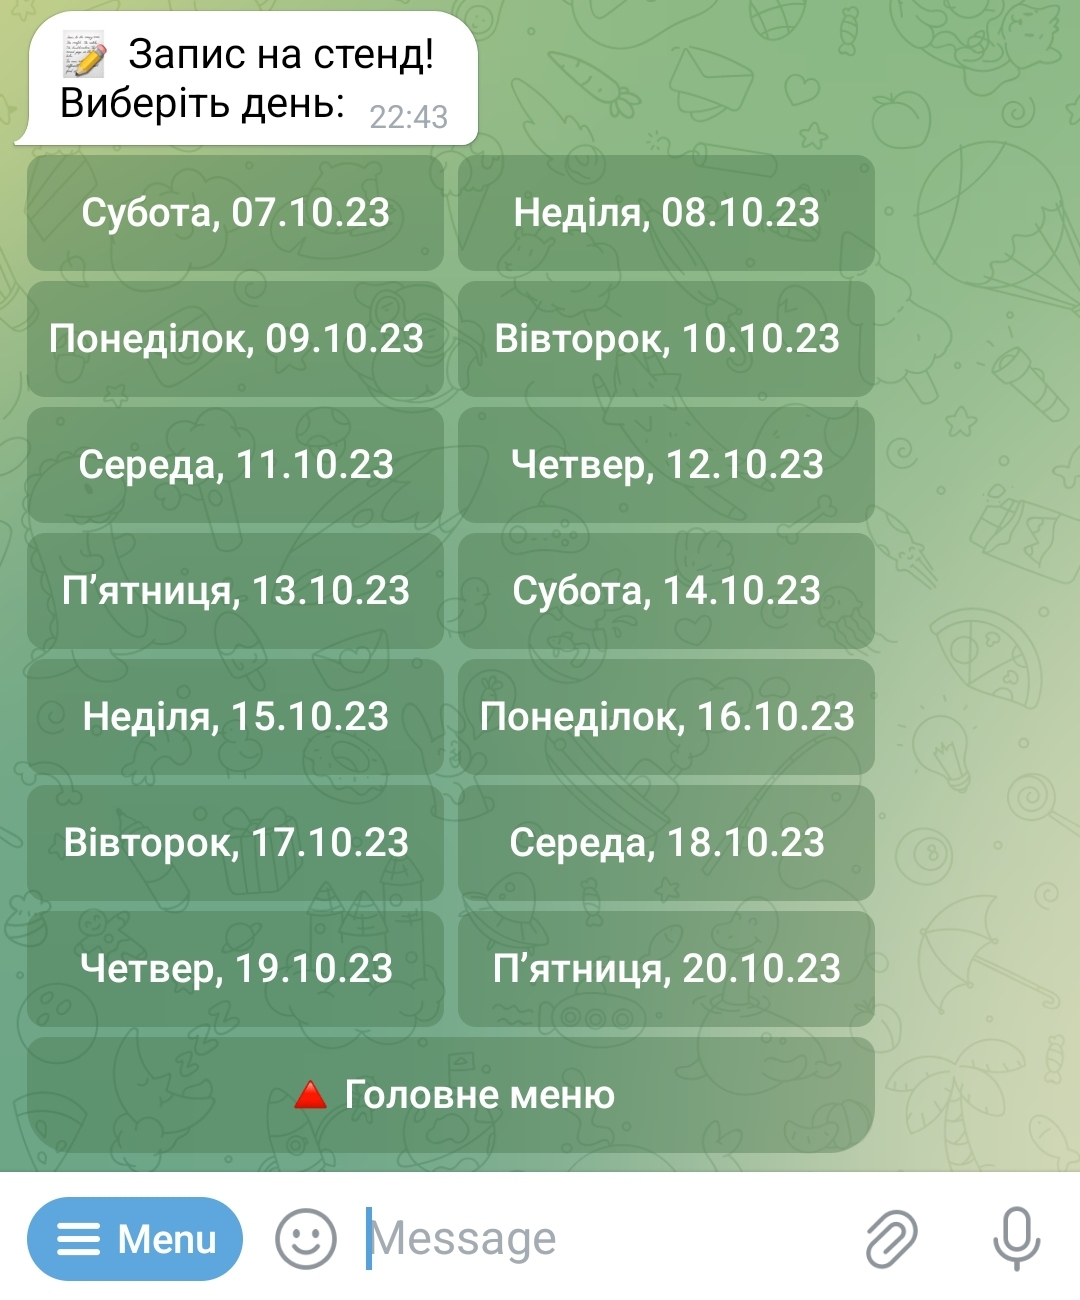 📝 Запис на стенд!
Виберіть день:
22:43
Субота, 07.10.23
Неділя, 08.10.23
Понеділок, 09.10.23
Вівторок, 10.10.23
Середа, 11.10.23
Четвер, 12.10.23
П’ятниця, 13.10.23
Субота, 14.10.23
Неділя, 15.10.23
Понеділок, 16.10.23
Вівторок, 17.10.23
Середа, 18.10.23
Четвер, 19.10.23
П’ятниця, 20.10.23
🔺 Головне меню
Menu
Message